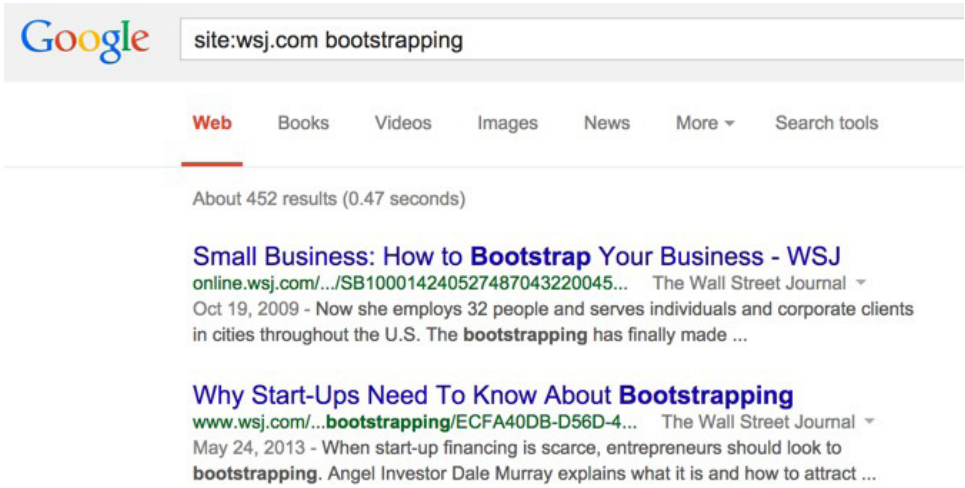 Google
site:wsj.com bootstrapping
Web Books Videos Images News More Search tools
About 452 results (0.47 seconds)
Small Business: How to Bootstrap Your Business - WSJ
online.wsj.com/.../SB100014240527487043220045... The Wall Street Journal
Oct 19, 2009 - Now she employs 32 people and serves individuals and corporate clients
in cities throughout the U.S. The bootstrapping has finally made ...
Why Start-Ups Need To Know About Bootstrapping
www.wsj.com/...bootstrapping/ECFA40DB-D56D-4... The Wall Street Journal
May 24, 2013 - When start-up financing is scarce, entrepreneurs should look to
bootstrapping. Angel Investor Dale Murray explains what it is and how to attract ...